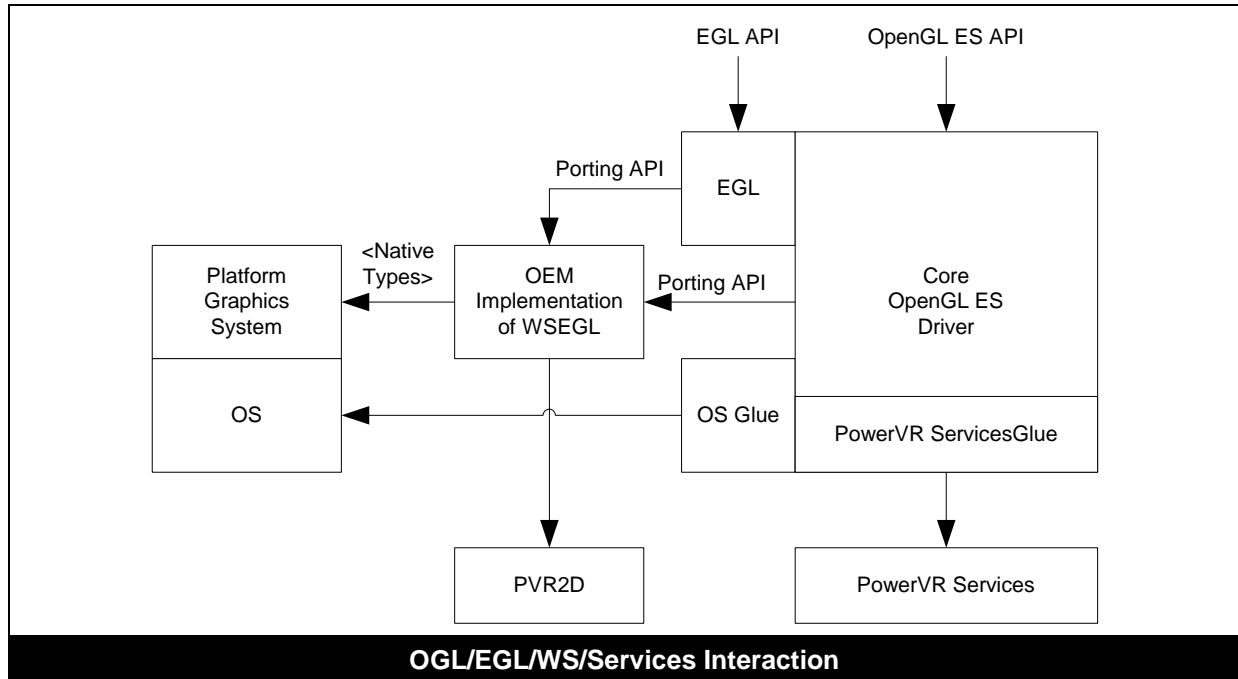 EGL API
OpenGL ES API
Porting API
EGL
<Native
Types>
Platform
Graphics
System
OEM
Implementation
of WSEGL
Porting API
Core
OpenGL ES
Driver
OS
OS Glue
PowerVR ServicesGlue
PVR2D
PowerVR Services
OGL/EGL/WS/Services Interaction